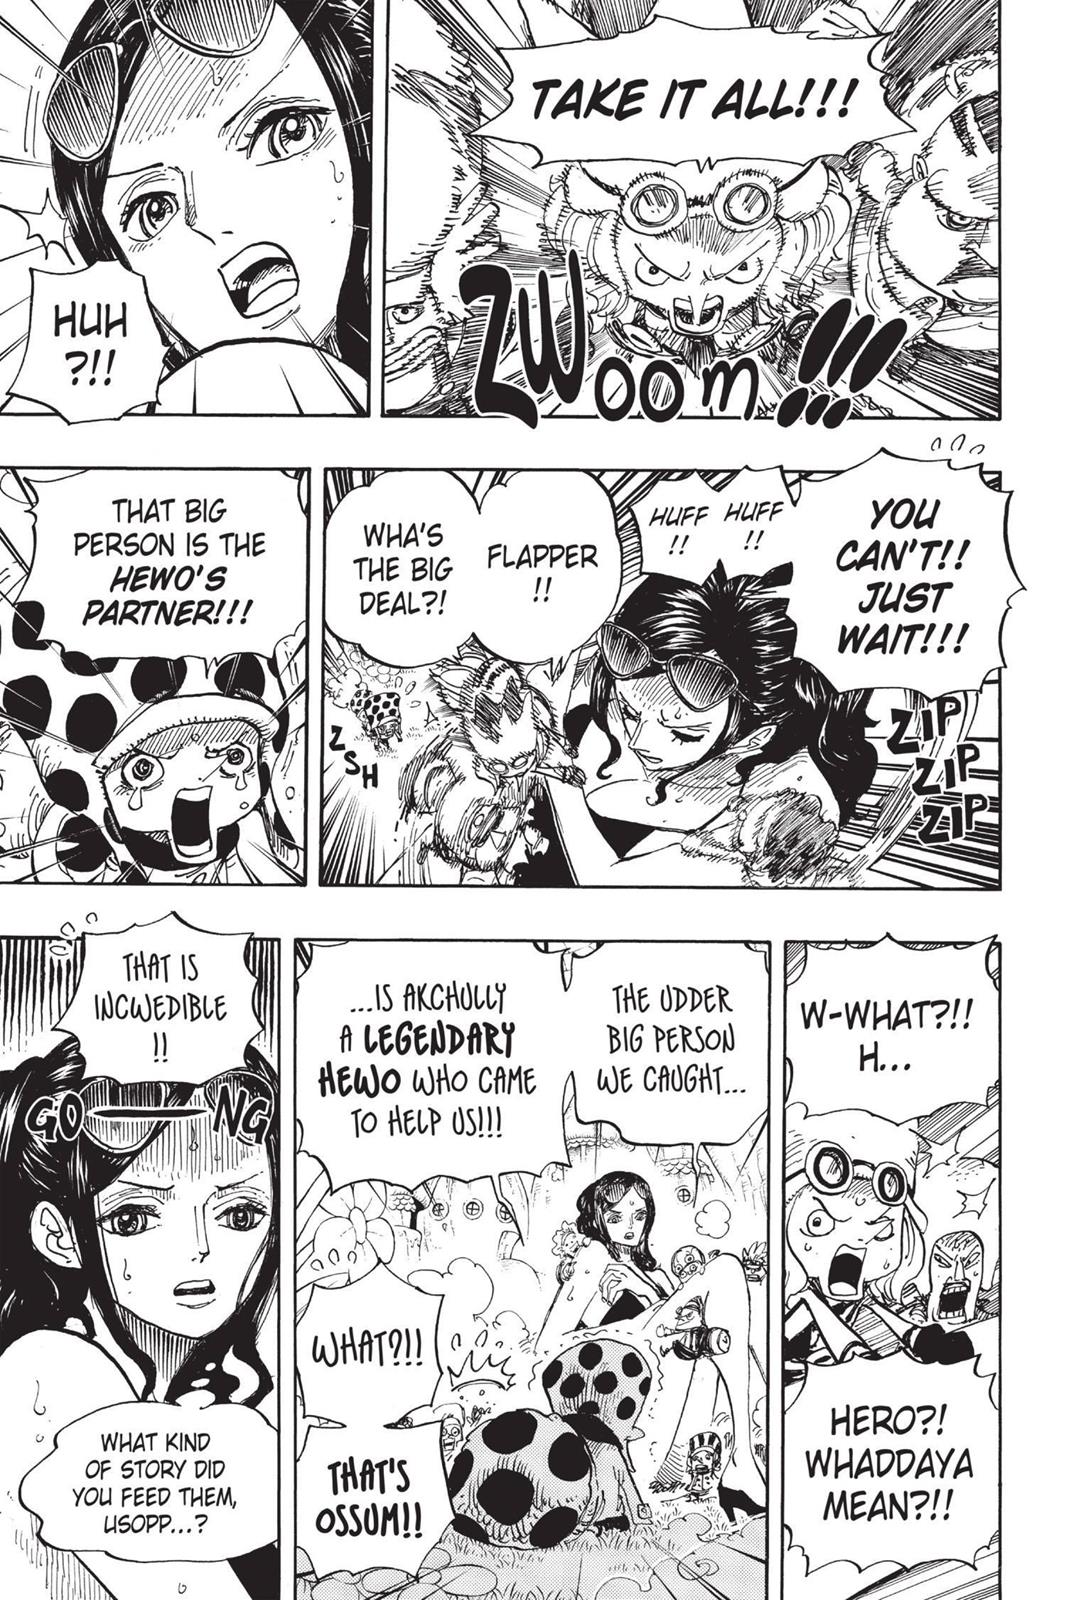 TAKE IT ALL!!!
ZWOOOM!!!
HUH
?!!
YOU
CAN'T!!
JUST
WAIT!!!
HUFF HUFF
!! !!
ZIP
ZIP
ZIP
FLAPPER
!!
WHA'S
THE BIG
DEAL?!
ZSH
THAT BIG
PERSON IS THE
HEWO'S
PARTNER!!!
W-WHAT?!!
H...
HERO?!
WHADDAYA
MEAN?!!
THE UDDER
BIG PERSON
WE CAUGHT...
...IS AKCHULLY
A LEGENDARY
HEWO WHO CAME
TO HELP US!!!
WHAT?!!
THAT'S
OSSUM!!
THAT IS
INCWEDIBLE
!!
GO—NG
WHAT KIND
OF STORY DID
YOU FEED THEM,
USOPP...?